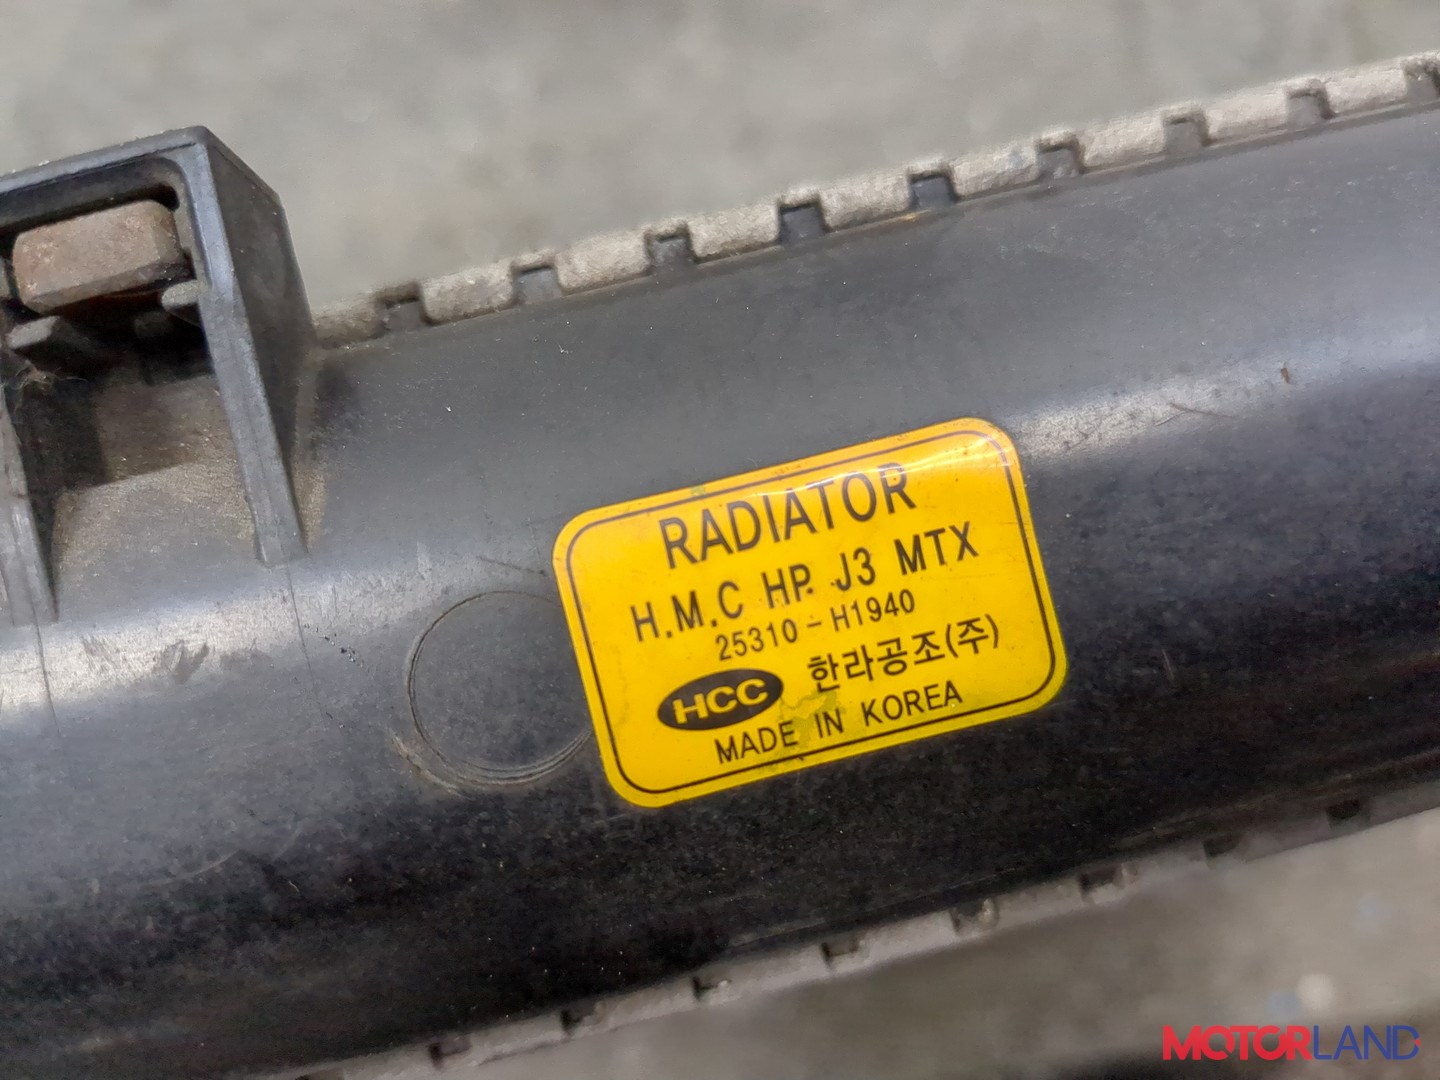 RADIATOR
H.M.C HP. J3 MTX
25310-H1940
HCC 한라공조(주)
MADE IN KOREA
MOTORLAND